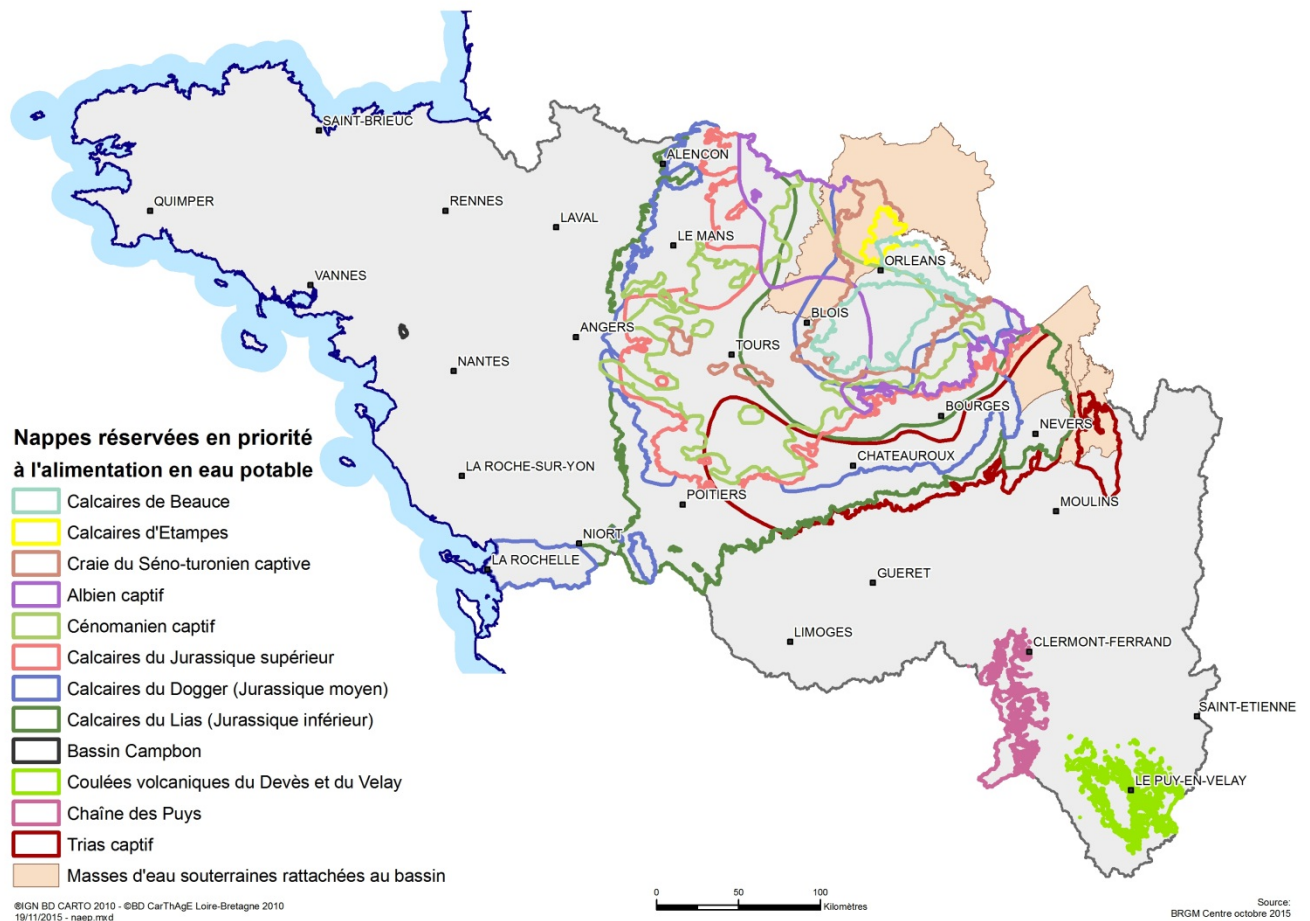 SAINT-BRIEUC
ALENCON
QUIMPER
RENNES
LAVAL
LE MANS
ORLEANS
VANNES
BLOIS
ANGERS
TOURS
NANTES
BOURGES
NEVERS
Nappes réservées en priorité
à l'alimentation en eau potable
LA ROCHE-SUR-YON
CHATEAUROUX
Calcaires de Beauce
POITIERS
MOULINS
Calcaires d'Etampes
NIORT
Craie du Séno-turonien captive
LA ROCHELLE
GUERET
Albien captif
Cénomanien captif
LIMOGES
CLERMONT-FERRAND
Calcaires du Jurassique supérieur
Calcaires du Dogger (Jurassique moyen)
SAINT-ETIENNE
Calcaires du Lias (Jurassique inférieur)
Bassin Campbon
Coulées volcaniques du Devès et du Velay
LE PUY-EN-VELAY
Chaîne des Puys
Trias captif
Masses d'eau souterraines rattachées au bassin
0 50 100
Kilomètres
®IGN BD CARTO 2010 - ©BD CarThAgE Loire-Bretagne 2010
19/11/2015 - naep.mxd
Source:
BRGM Centre octobre 2015